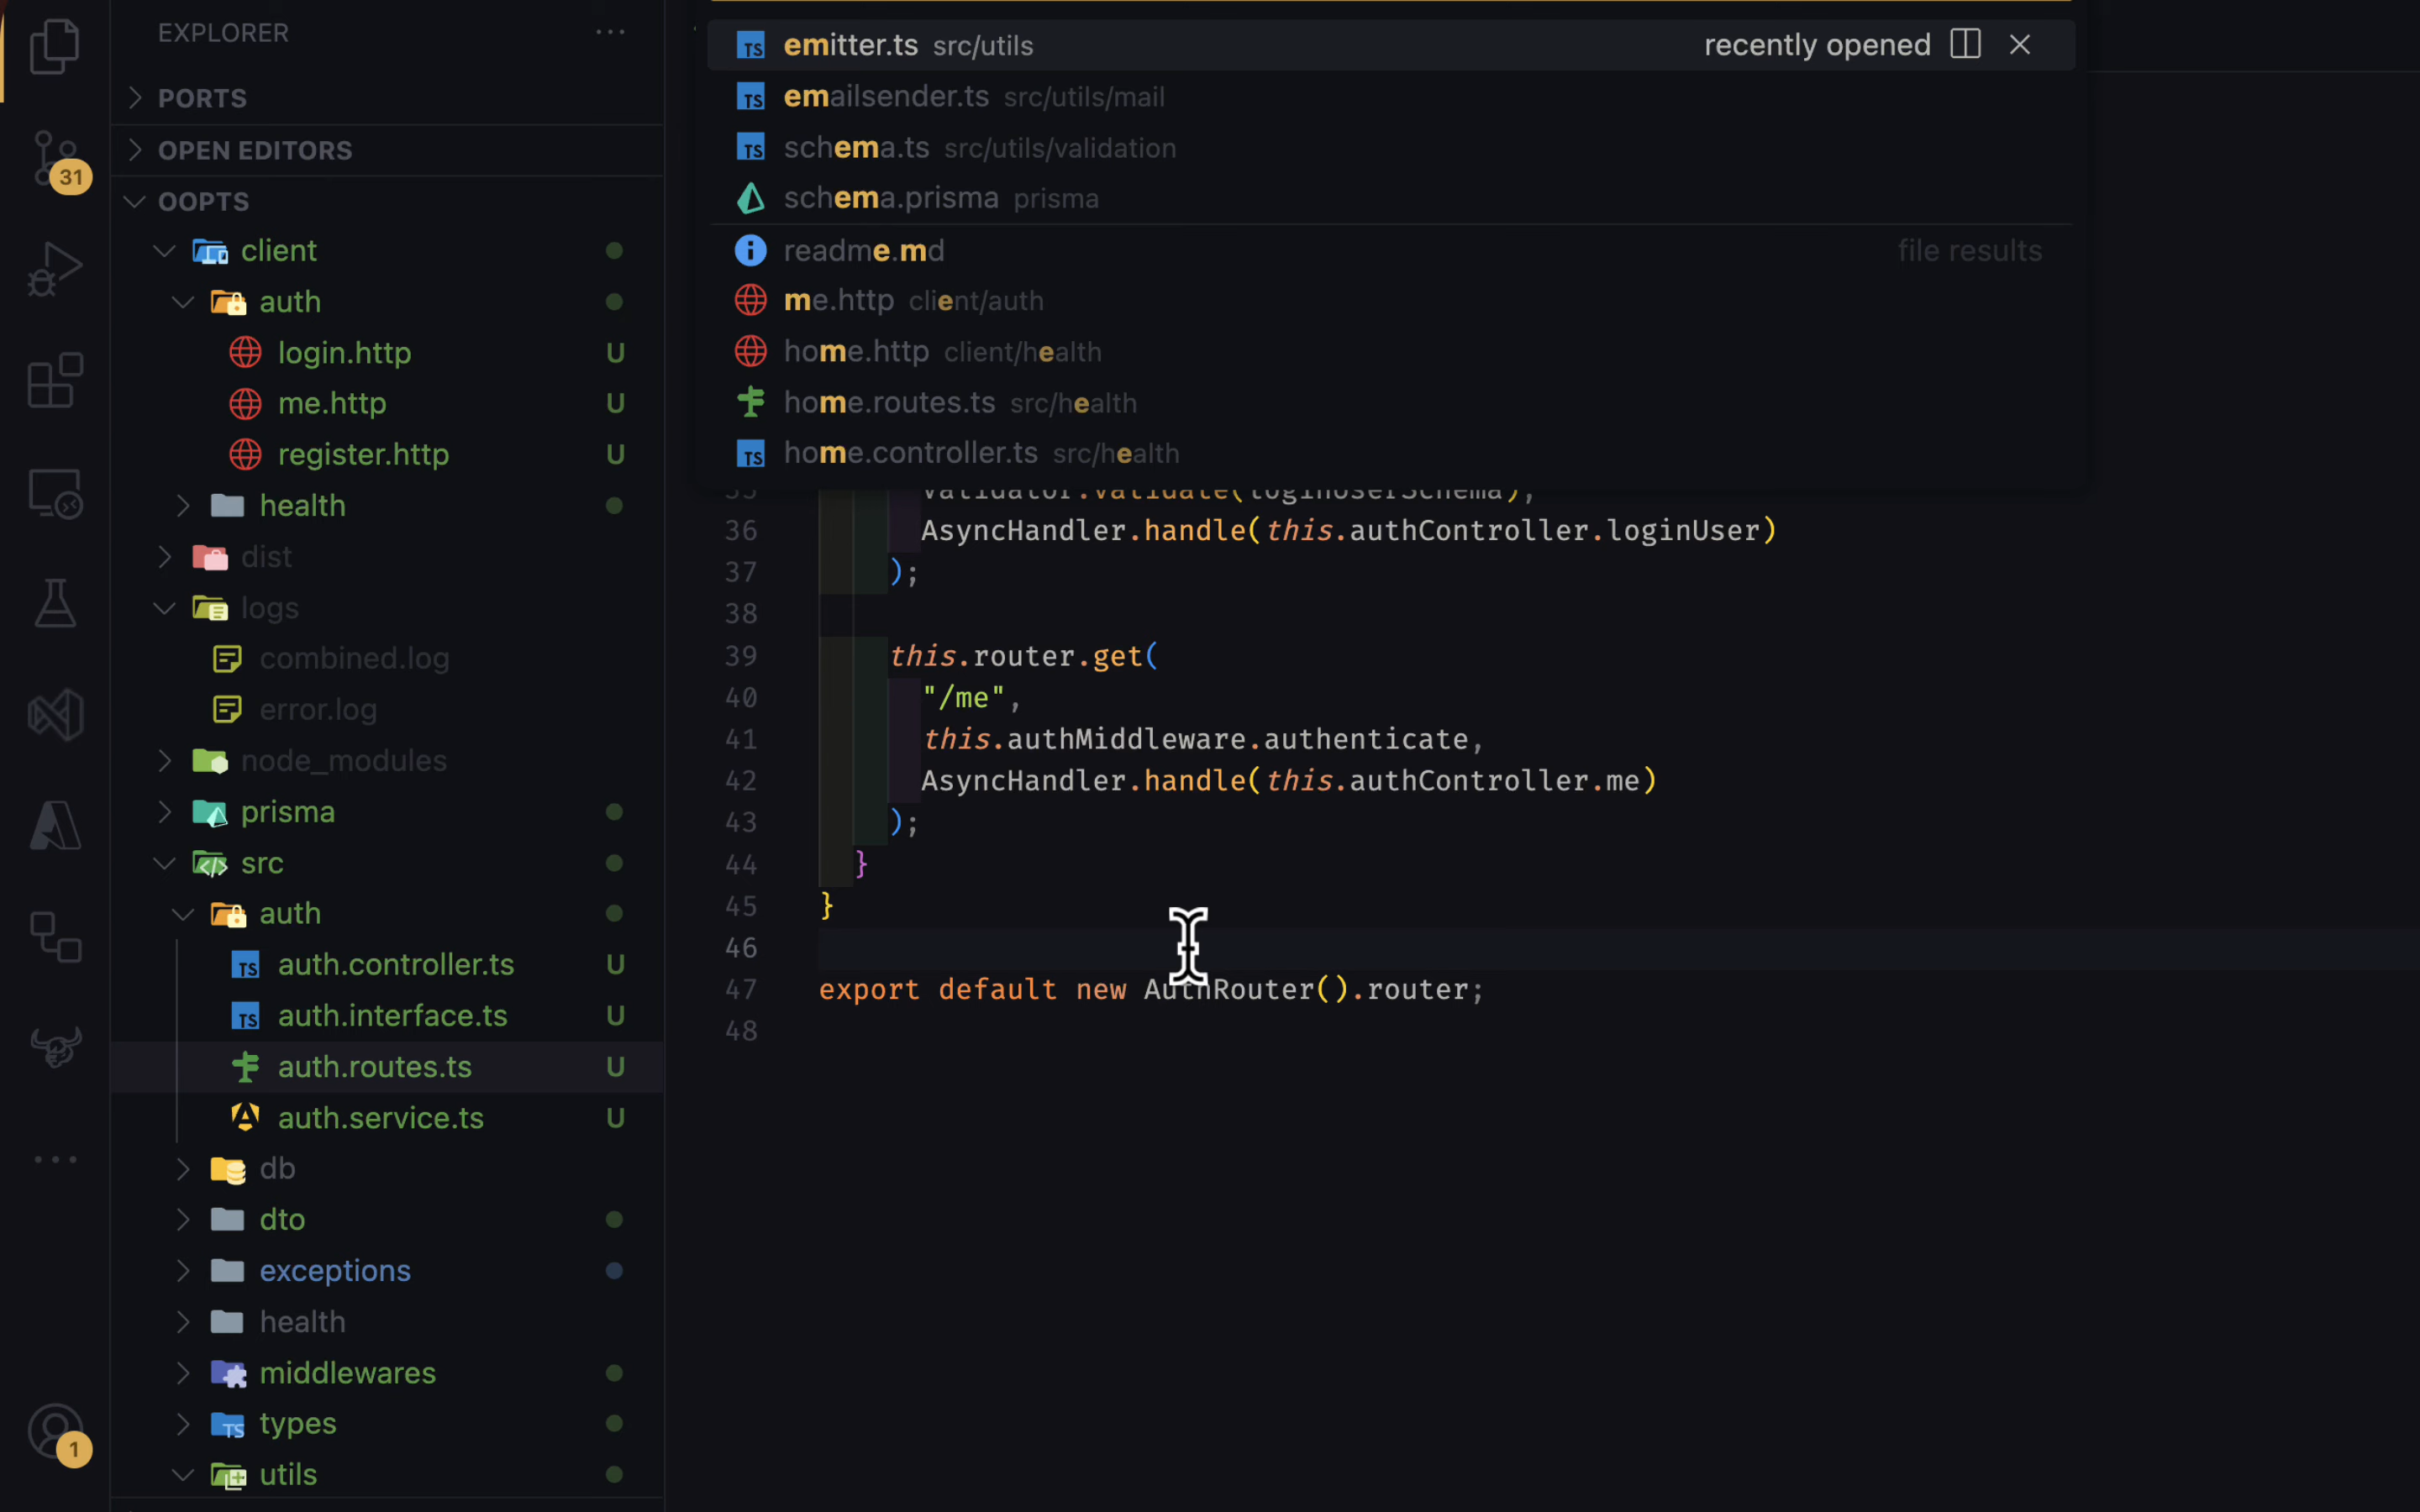 EXPLORER
PORTS
OPEN EDITORS
OOPTS
client
auth
login.http U
me.http U
register.http U
health
dist
logs
combined.log
error.log
node_modules
prisma
src
auth
auth.controller.ts U
auth.interface.ts U
auth.routes.ts U
auth.service.ts U
db
dto
exceptions
health
middlewares
types
utils
31
1
emitter.ts src/utils recently opened
emailsender.ts src/utils/mail
schema.ts src/utils/validation
schema.prisma prisma
readme.md file results
me.http client/auth
home.http client/health
home.routes.ts src/health
home.controller.ts src/health
35 Validator.validate(loginUserSchema),
36 AsyncHandler.handle(this.authController.loginUser)
37 );
38
39 this.router.get(
40 "/me",
41 this.authMiddleware.authenticate,
42 AsyncHandler.handle(this.authController.me)
43 );
44 }
45 }
46
47 export default new AuthRouter().router;
48